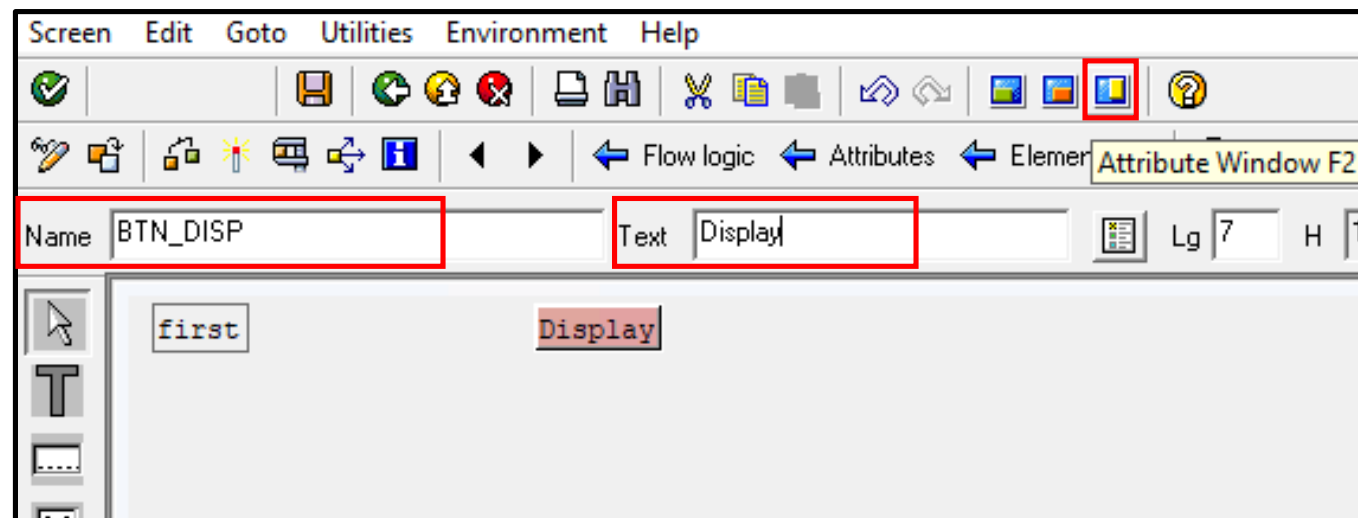 Screen Edit Goto Utilities Environment Help
Flow logic Attributes
Attribute Window F2
Name BTN_DISP Text Display Lg 7 H
first Display
T